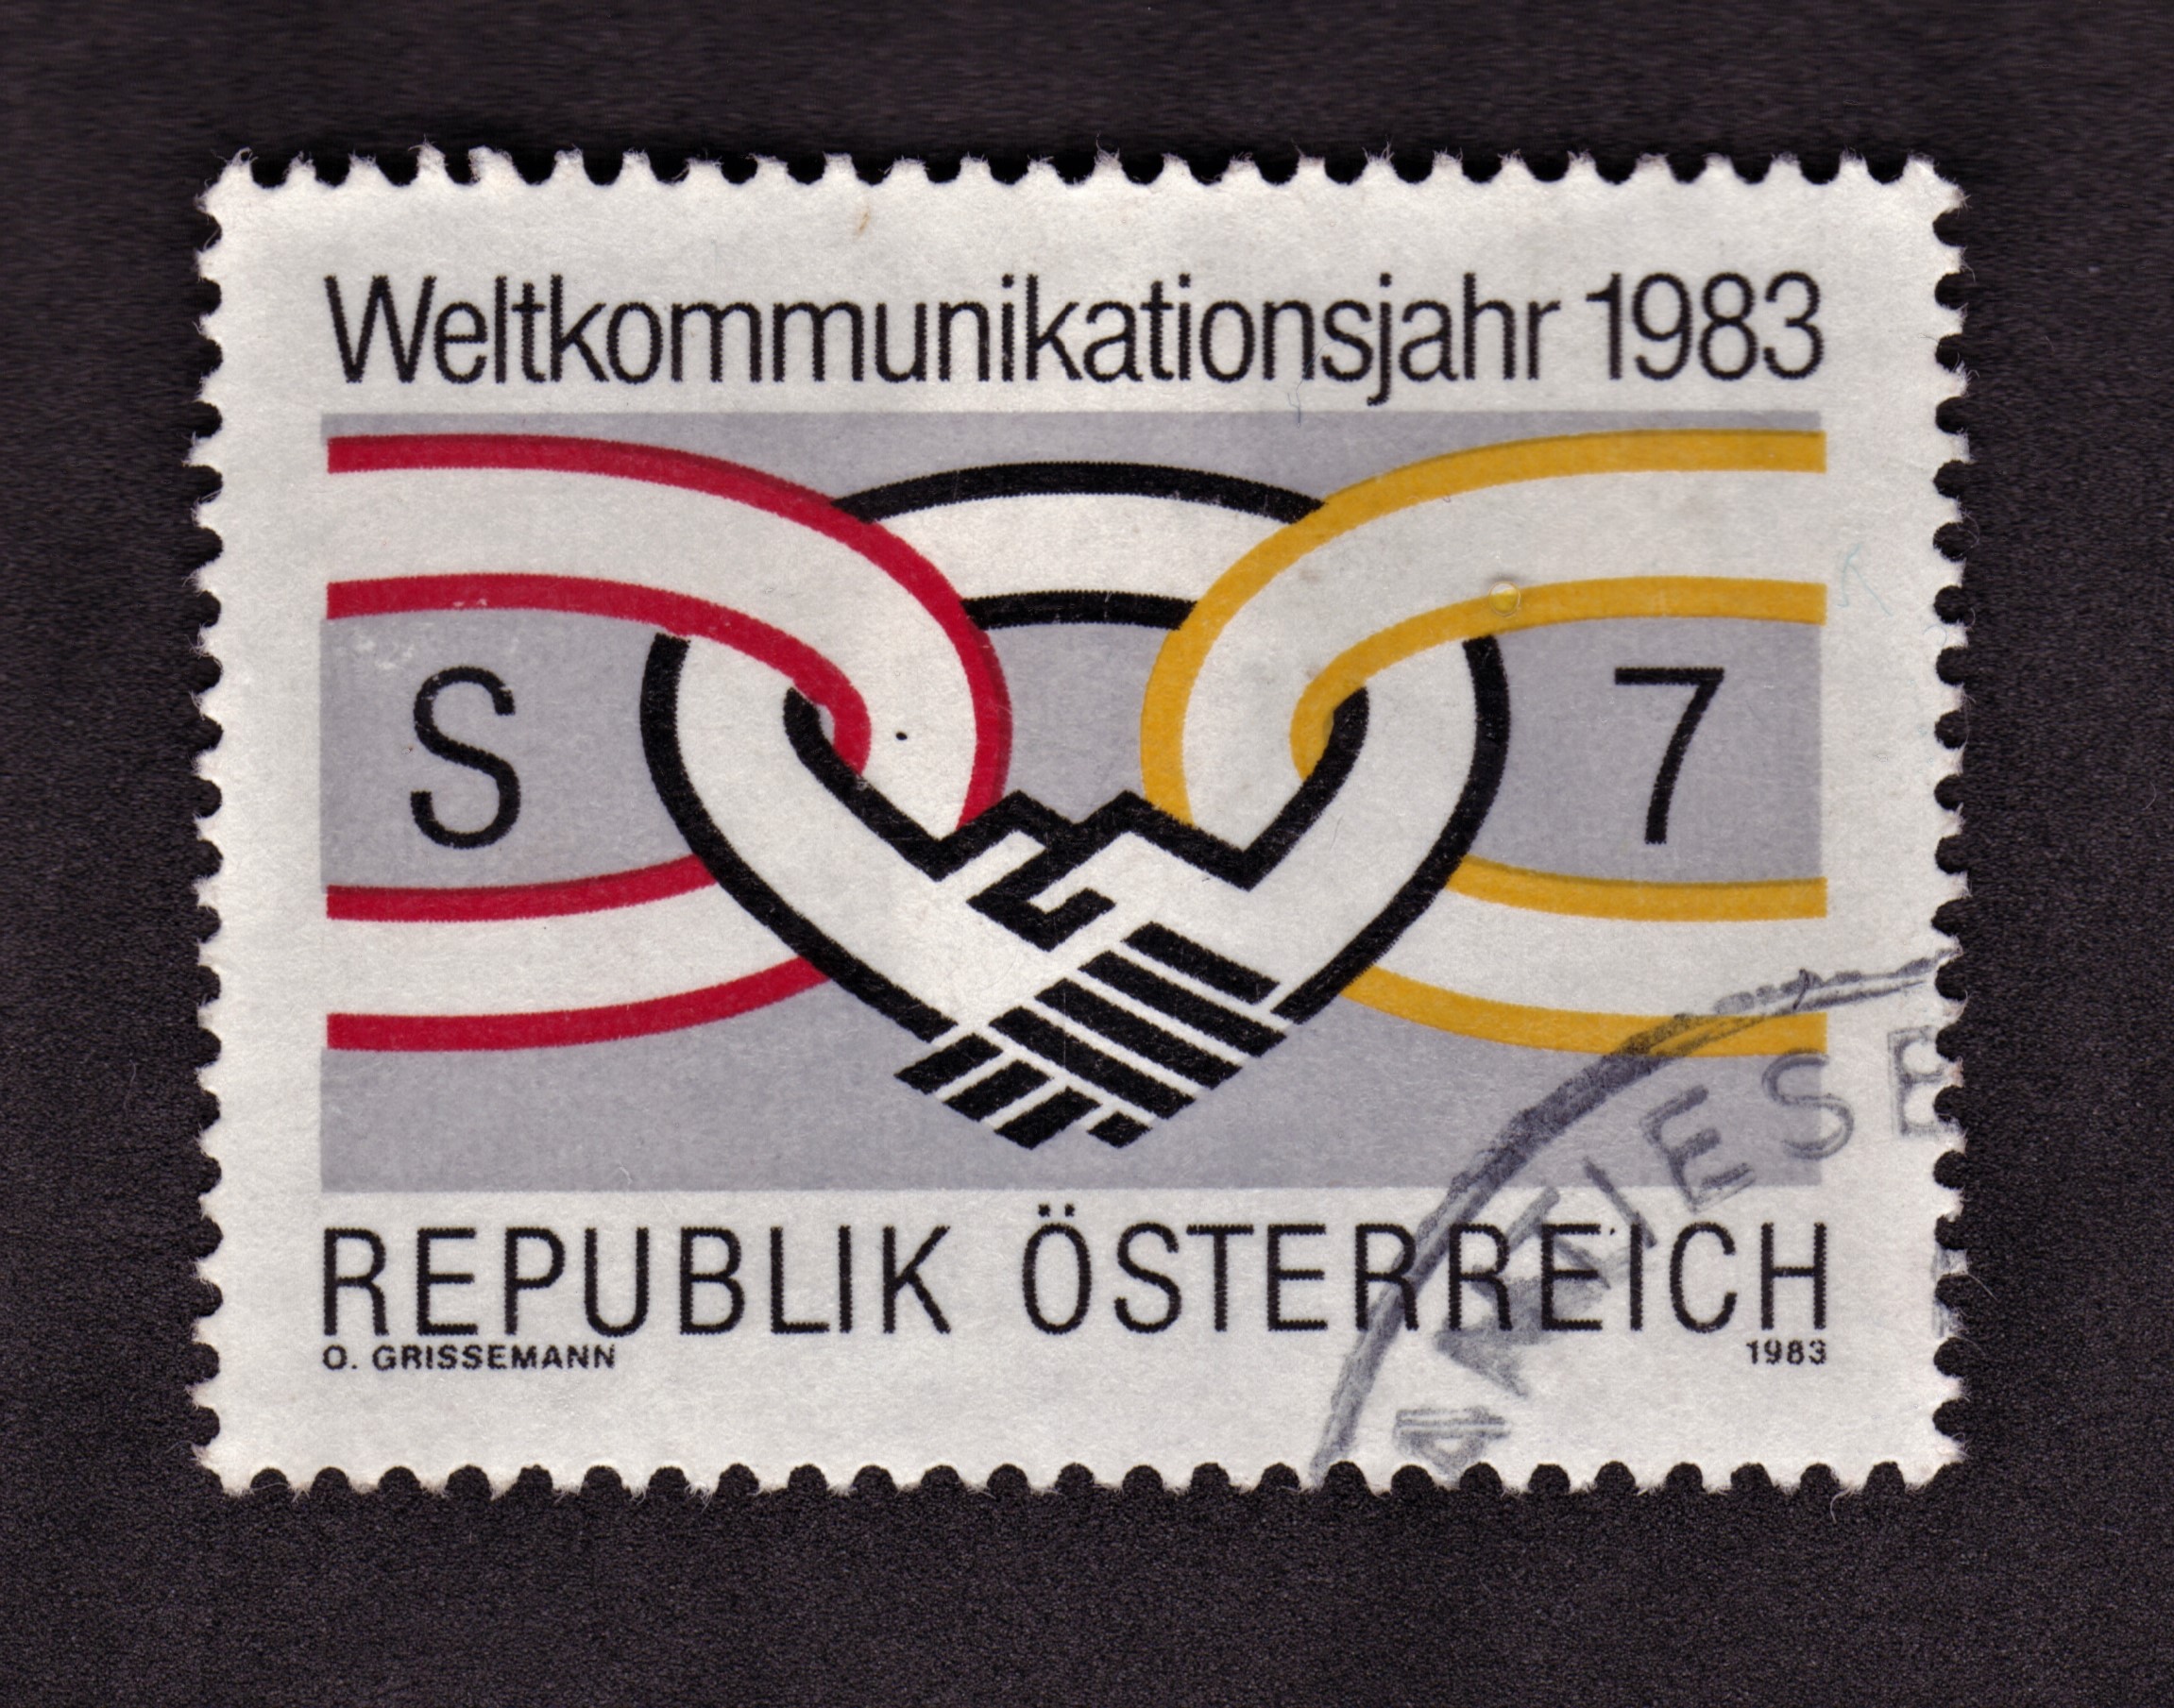 Weltkommunikationsjahr 1983
S 7
REPUBLIK ÖSTERREICH
O. GRISSEMANN 1983